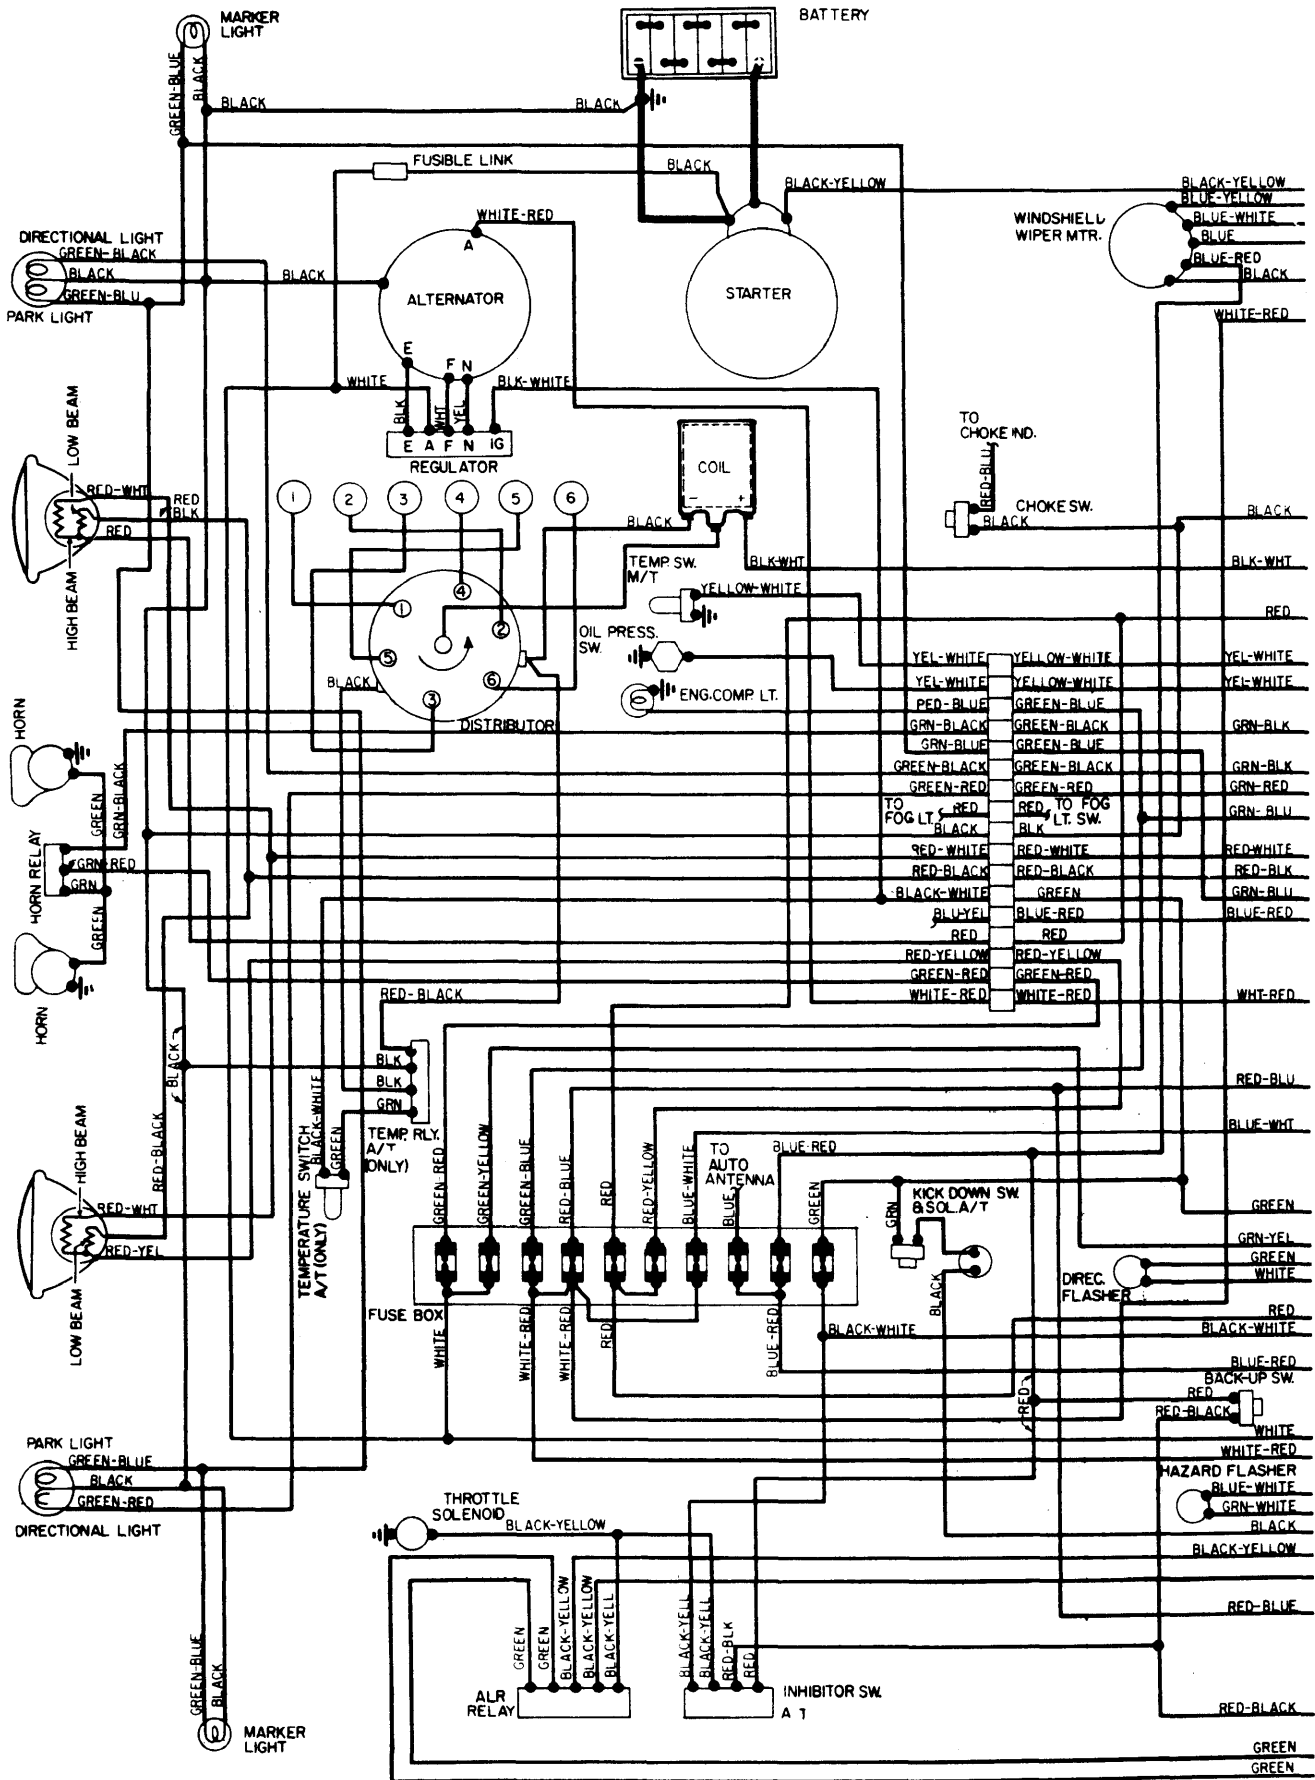 MARKER
LIGHT
BATTERY
GREEN-BLUE
BLACK
BLACK
BLACK
FUSIBLE LINK
BLACK
BLACK-YELLOW
BLACK-YELLOW
BLUE-YELLOW
BLUE-WHITE
BLUE
BLUE-RED
BLACK
WINDSHIELD
WIPER MTR.
WHITE-RED
DIRECTIONAL LIGHT
GREEN-BLACK
BLACK
GREEN-BLU
PARK LIGHT
BLACK
WHITE-RED
A
ALTERNATOR
E
F N
STARTER
WHITE
BLK-WHITE
BLK
WHT
YEL
E A F N IG
REGULATOR
LOW BEAM
RED-WHT
RED
BLK
RED
HIGH BEAM
1 2 3 4 5 6
COIL
- +
BLACK
BLK-WHT
TO
CHOKE IND.
RED-BLU
CHOKE SW.
BLACK
BLACK
BLK-WHT
TEMP. SW.
M/T
YELLOW-WHITE
RED
1
4
2
5
6
3
BLACK
DISTRIBUTOR
OIL PRESS.
SW.
ENG.COMP. LT.
YEL-WHITE YELLOW-WHITE YEL-WHITE
YEL-WHITE YELLOW-WHITE YEL-WHITE
PED-BLUE GREEN-BLUE
GRN-BLACK GREEN-BLACK GRN-BLK
GRN-BLUE GREEN-BLUE
GREEN-BLACK GREEN-BLACK GRN-BLK
GREEN-RED GREEN-RED GRN-RED
TO
FOG LT.
RED RED
TO FOG
LT. SW.
GRN-BLU
BLACK BLK
RED-WHITE RED-WHITE RED-WHITE
RED-BLACK RED-BLACK RED-BLK
BLACK-WHITE GREEN GRN-BLU
BLU-YEL BLUE-RED BLUE-RED
RED RED
RED-YELLOW RED-YELLOW
GREEN-RED GREEN-RED
WHITE-RED WHITE-RED WHT-RED
HORN
GREEN
GRN-BLACK
HORN RELAY
GRN-RED
GRN
GREEN
HORN
RED-BLACK
BLACK
BLK
BLK
GRN
TEMP. RLY.
A/T
(ONLY)
BLACK-WHITE
GREEN
TEMPERATURE SWITCH
A/T (ONLY)
HIGH BEAM
RED-BLACK
RED-WHT
RED-YEL
LOW BEAM
GREEN-RED
GREEN-YELLOW
GREEN-BLUE
RED-BLUE
RED
RED-YELLOW
BLUE-WHITE
TO
AUTO
ANTENNA
BLUE
BLUE-RED
GREEN
RED-BLU
BLUE-WHT
GRN
KICK DOWN SW.
& SOL. A/T
BLACK
GREEN
GRN-YEL
GREEN
WHITE
DIREC.
FLASHER
FUSE BOX
WHITE
WHITE-RED
WHITE-RED
RED
BLUE-RED
BLACK-WHITE
RED
BLACK-WHITE
BLUE-RED
BACK-UP SW.
RED
RED
RED-BLACK
WHITE
WHITE-RED
HAZARD FLASHER
BLUE-WHITE
GRN-WHITE
BLACK
BLACK-YELLOW
RED-BLUE
PARK LIGHT
GREEN-BLUE
BLACK
GREEN-RED
DIRECTIONAL LIGHT
THROTTLE
SOLENOID
BLACK-YELLOW
GREEN
GREEN
BLACK-YELLOW
BLACK-YELLOW
BLACK-YELL
BLACK-YELL
BLACK-YELL
RED-BLK
RED
ALR
RELAY
INHIBITOR SW.
A T
GREEN-BLUE
BLACK
MARKER
LIGHT
RED-BLACK
GREEN
GREEN